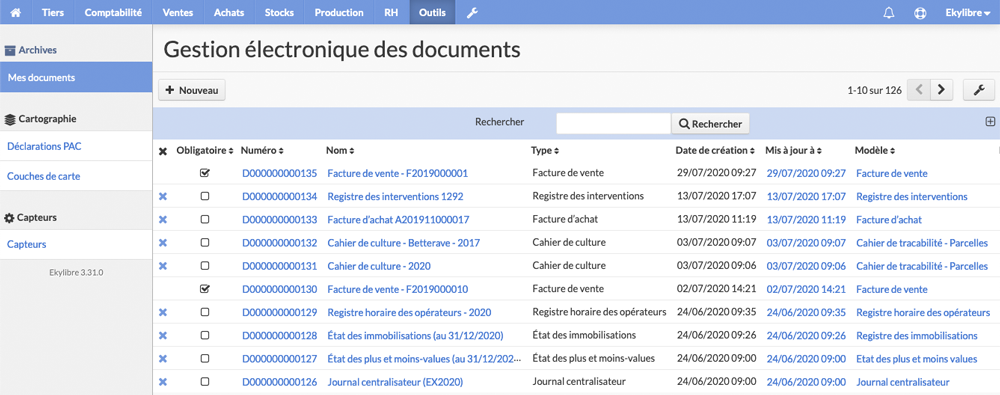 Tiers Comptabilité Ventes Achats Stocks Production RH Outils Ekylibre
Archives
Mes documents
Cartographie
Déclarations PAC
Couches de carte
Capteurs
Capteurs
Ekylibre 3.31.0
Gestion électronique des documents
Nouveau 1-10 sur 126
Rechercher Rechercher
Obligatoire Numéro Nom Type Date de création Mis à jour à Modèle
D000000000135 Facture de vente - F2019000001 Facture de vente 29/07/2020 09:27 29/07/2020 09:27 Facture de vente
D000000000134 Registre des interventions 1292 Registre des interventions 13/07/2020 17:07 13/07/2020 17:07 Registre des interventions
D000000000133 Facture d'achat A201911000017 Facture d'achat 13/07/2020 11:19 13/07/2020 11:19 Facture d'achat
D000000000132 Cahier de culture - Betterave - 2017 Cahier de culture 03/07/2020 09:07 03/07/2020 09:07 Cahier de tracabilité - Parcelles
D000000000131 Cahier de culture - 2020 Cahier de culture 03/07/2020 09:06 03/07/2020 09:06 Cahier de tracabilité - Parcelles
D000000000130 Facture de vente - F2019000010 Facture de vente 02/07/2020 14:21 02/07/2020 14:21 Facture de vente
D000000000129 Registre horaire des opérateurs - 2020 Registre horaire des opérateurs 24/06/2020 09:35 24/06/2020 09:35 Registre horaire des opérateurs
D000000000128 État des immobilisations (au 31/12/2020) État des immobilisations 24/06/2020 09:26 24/06/2020 09:26 Registre des immobilisations
D000000000127 État des plus et moins-values (au 31/12/202... État des plus et moins-values 24/06/2020 09:00 24/06/2020 09:00 Etat des plus et moins values
D000000000126 Journal centralisateur (EX2020) Journal centralisateur 24/06/2020 09:00 24/06/2020 09:00 Journal centralisateur